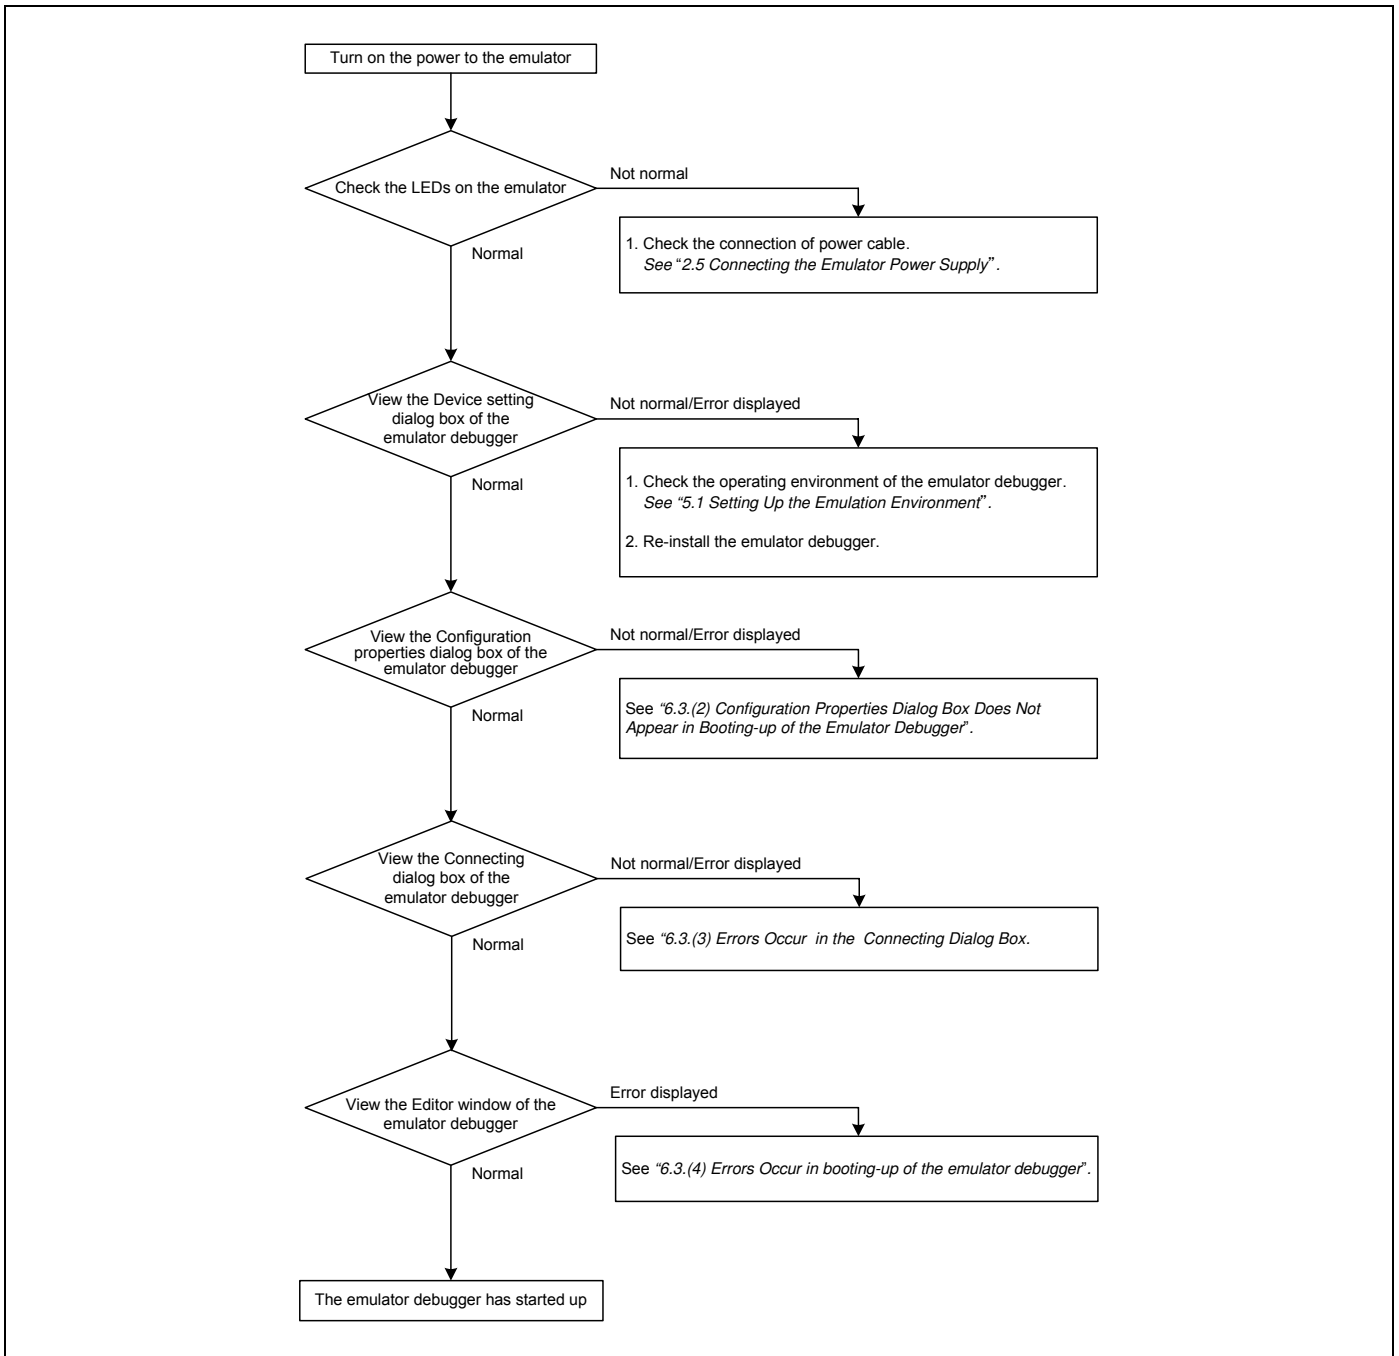 Turn on the power to the emulator
Check the LEDs on the emulator
Not normal
1. Check the connection of power cable.
See “2.5 Connecting the Emulator Power Supply”.
Normal
View the Device setting
dialog box of the
emulator debugger
Not normal/Error displayed
1. Check the operating environment of the emulator debugger.
See “5.1 Setting Up the Emulation Environment”.
2. Re-install the emulator debugger.
Normal
View the Configuration
properties dialog box of the
emulator debugger
Not normal/Error displayed
See “6.3.(2) Configuration Properties Dialog Box Does Not
Appear in Booting-up of the Emulator Debugger”.
Normal
View the Connecting
dialog box of the
emulator debugger
Not normal/Error displayed
See “6.3.(3) Errors Occur in the Connecting Dialog Box.
Normal
View the Editor window of the
emulator debugger
Error displayed
See “6.3.(4) Errors Occur in booting-up of the emulator debugger”.
Normal
The emulator debugger has started up